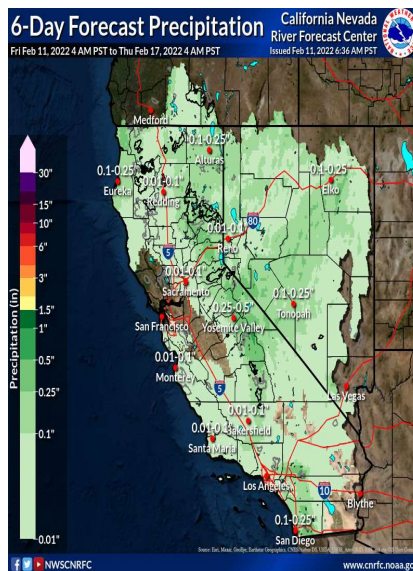 6-Day Forecast Precipitation
Fri Feb 11, 2022 4 AM PST to Thu Feb 17, 2022 4 AM PST
California Nevada
River Forecast Center
Issued Feb 11, 2022 6:36 AM PST
Medford
0.1-0.25"
Alturas
0.1-0.25"
Eureka
0.01-0.1"
Redding
0.1-0.25"
Elko
80
0.01-0.1"
Reno
5
0.01-0.1"
Sacramento
0.1-0.25"
Tonopah
San Francisco
0.25-0.5"
Yosemite Valley
0.01-0.1"
Monterey
5
Las Vegas
0.01-0.1"
Bakersfield
0.01-0.1"
Santa Maria
Los Angeles
10
Blythe
0.1-0.25"
San Diego
Precipitation (in)
30"
15"
10"
6"
3"
1.5"
1"
0.5"
0.25"
0.1"
0.01"
NWSCNRFC
www.cnrfc.noaa.go